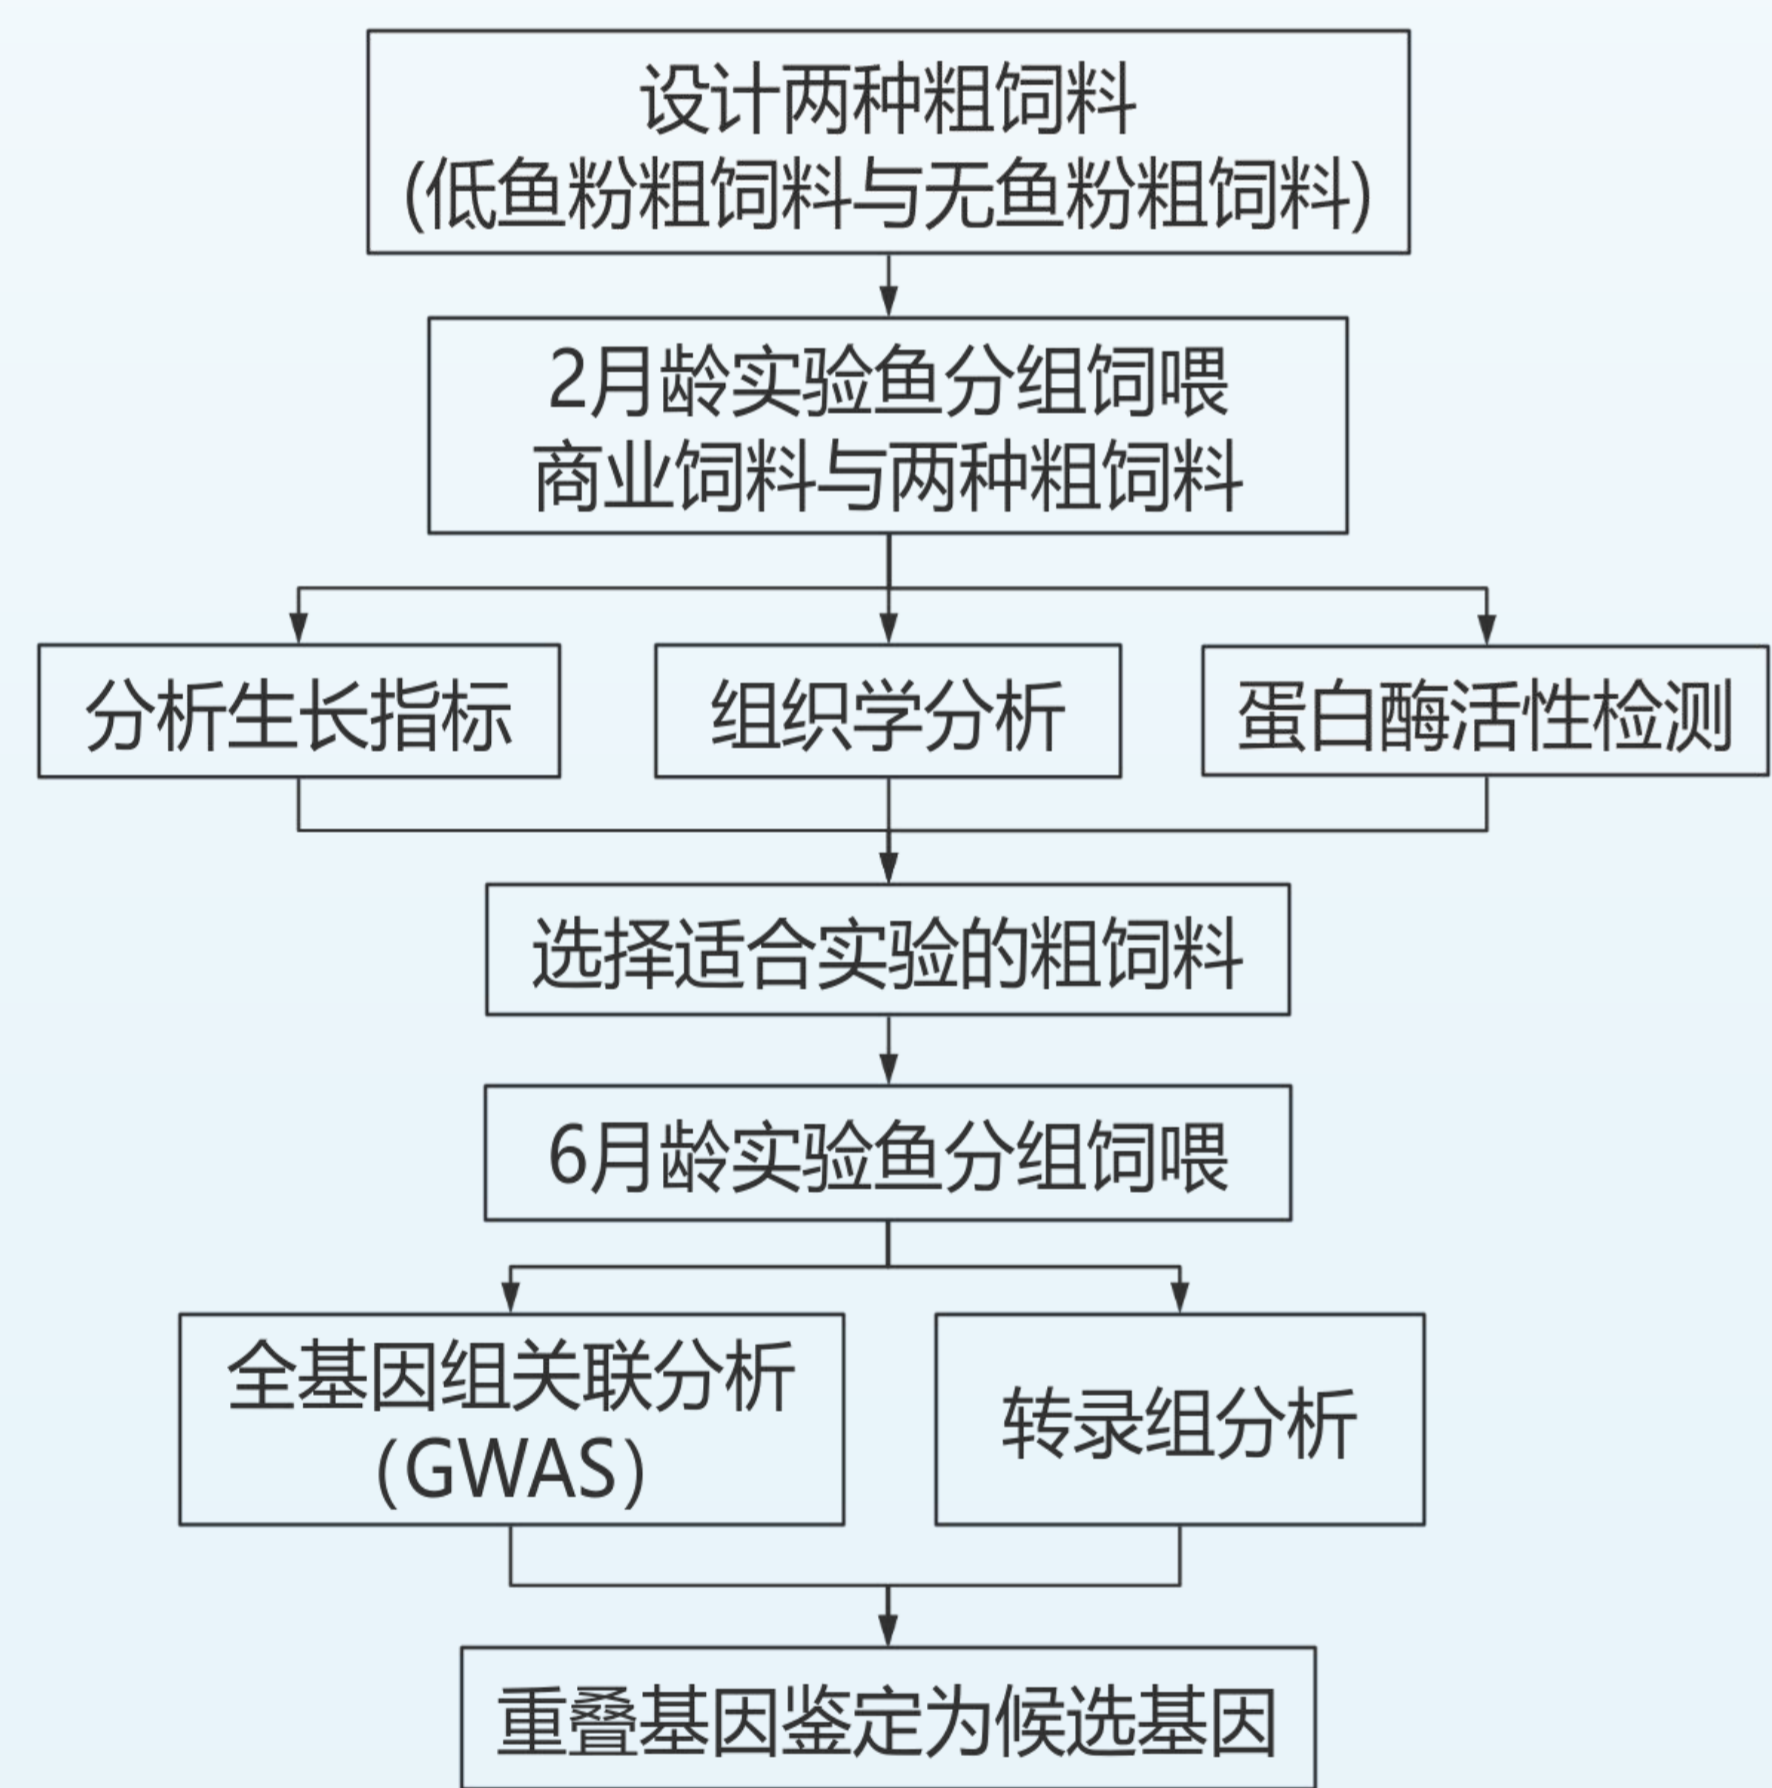 设计两种粗饲料
(低鱼粉粗饲料与无鱼粉粗饲料)
2月龄实验鱼分组饲喂
商业饲料与两种粗饲料
分析生长指标
组织学分析
蛋白酶活性检测
选择适合实验的粗饲料
6月龄实验鱼分组饲喂
全基因组关联分析
（GWAS）
转录组分析
重叠基因鉴定为候选基因